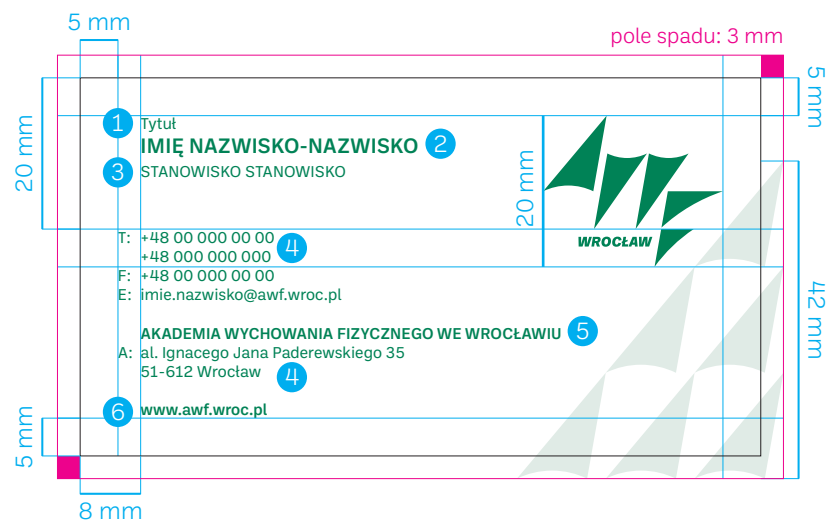 5 mm
pole spadu: 3 mm
5 mm
20 mm
1 Tytuł
IMIĘ NAZWISKO-NAZWISKO 2
3 STANOWISKO STANOWISKO
20 mm
WROCŁAW
T: +48 00 000 00 00
+48 000 000 000 4
F: +48 00 000 00 00
E: imie.nazwisko@awf.wroc.pl
42 mm
AKADEMIA WYCHOWANIA FIZYCZNEGO WE WROCŁAWIU 5
A: al. Ignacego Jana Paderewskiego 35
51-612 Wrocław 4
6 www.awf.wroc.pl
5 mm
8 mm